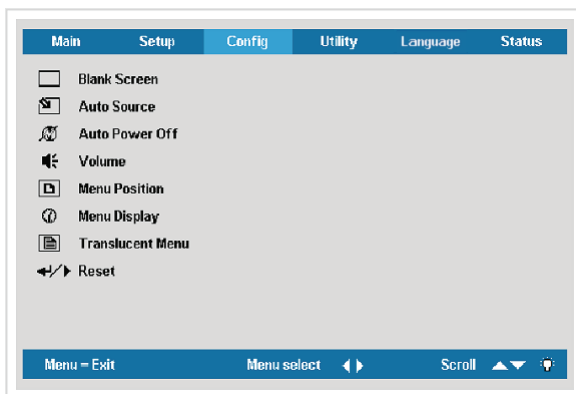 Main Setup Config Utility Language Status
Blank Screen
Auto Source
Auto Power Off
Volume
Menu Position
Menu Display
Translucent Menu
Reset
Menu = Exit Menu select Scroll